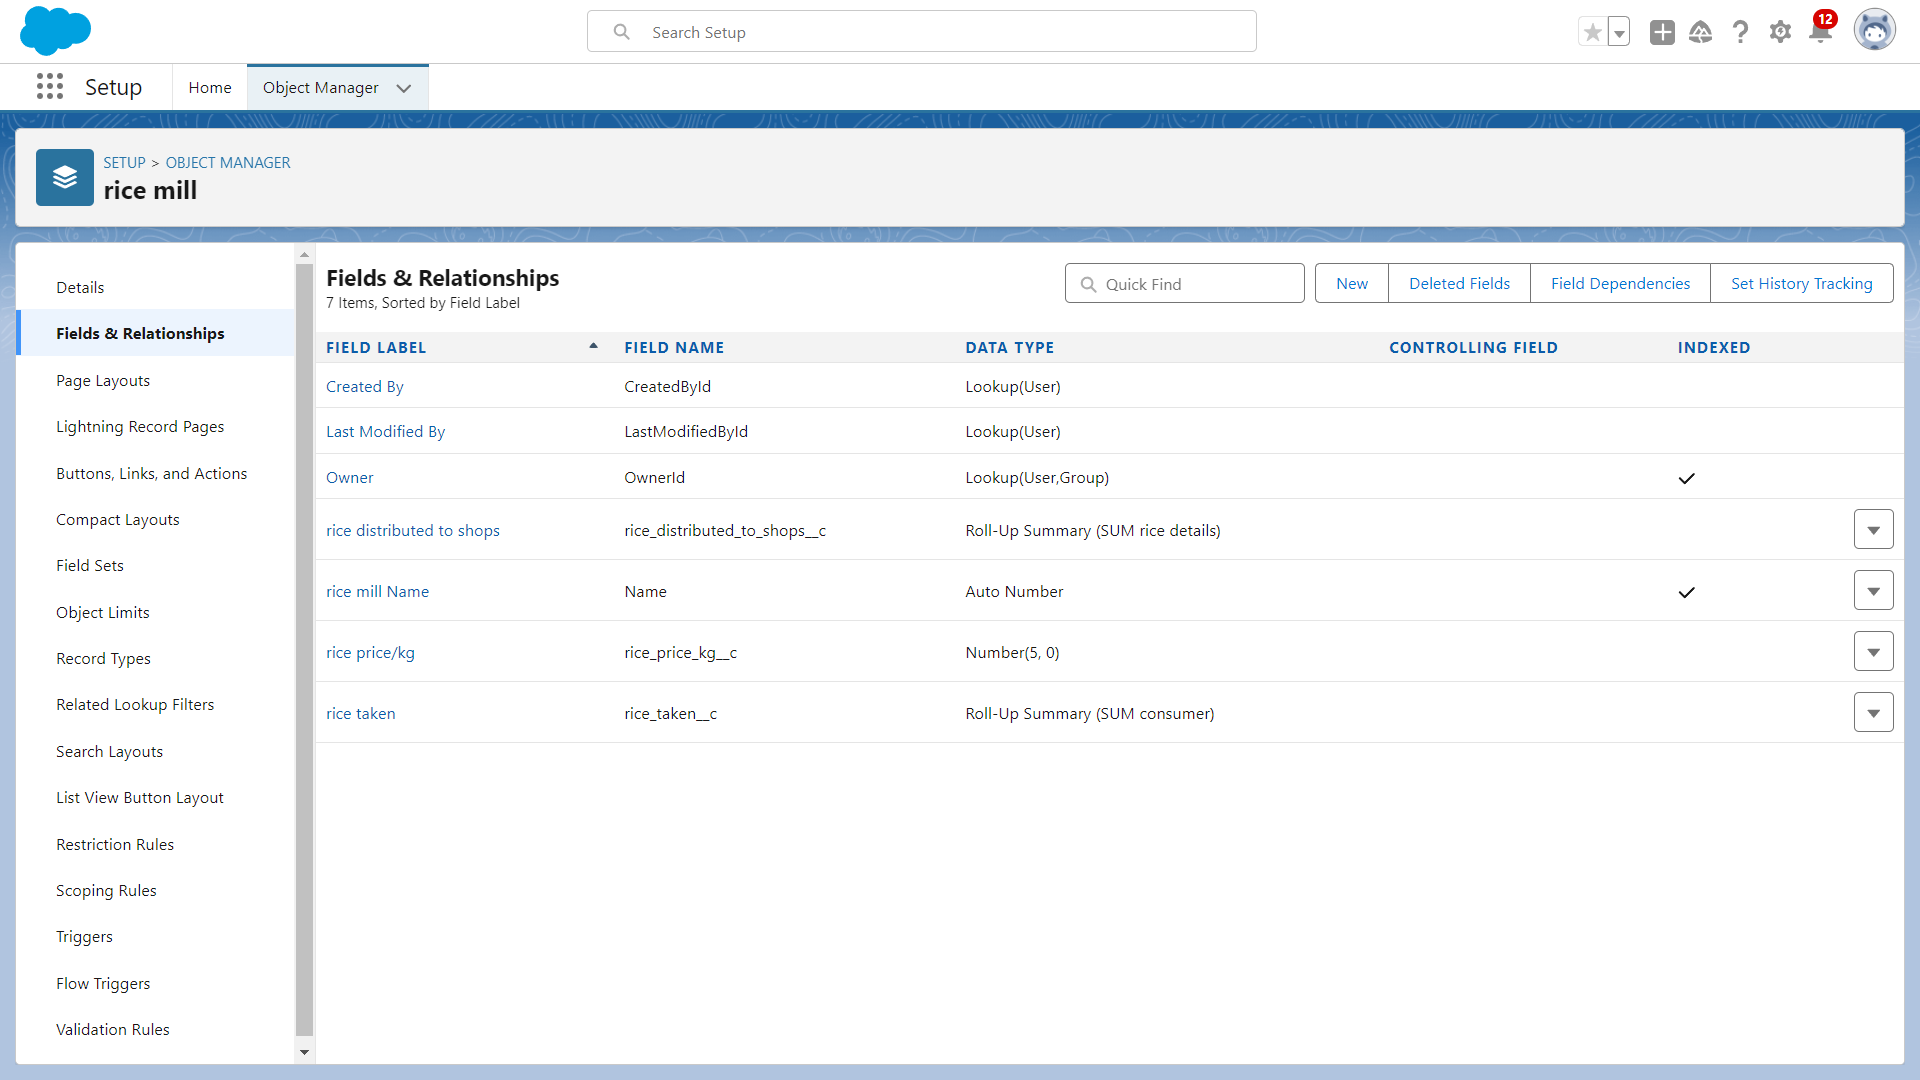 Search Setup
12
Setup
Home
Object Manager
SETUP > OBJECT MANAGER
rice mill
Details
Fields & Relationships
Page Layouts
Lightning Record Pages
Buttons, Links, and Actions
Compact Layouts
Field Sets
Object Limits
Record Types
Related Lookup Filters
Search Layouts
List View Button Layout
Restriction Rules
Scoping Rules
Triggers
Flow Triggers
Validation Rules
Fields & Relationships
7 Items, Sorted by Field Label
Quick Find
New
Deleted Fields
Field Dependencies
Set History Tracking
FIELD LABEL FIELD NAME DATA TYPE CONTROLLING FIELD INDEXED
Created By CreatedById Lookup(User)
Last Modified By LastModifiedById Lookup(User)
Owner OwnerId Lookup(User,Group)
rice distributed to shops rice_distributed_to_shops__c Roll-Up Summary (SUM rice details)
rice mill Name Name Auto Number
rice price/kg rice_price_kg__c Number(5, 0)
rice taken rice_taken__c Roll-Up Summary (SUM consumer)